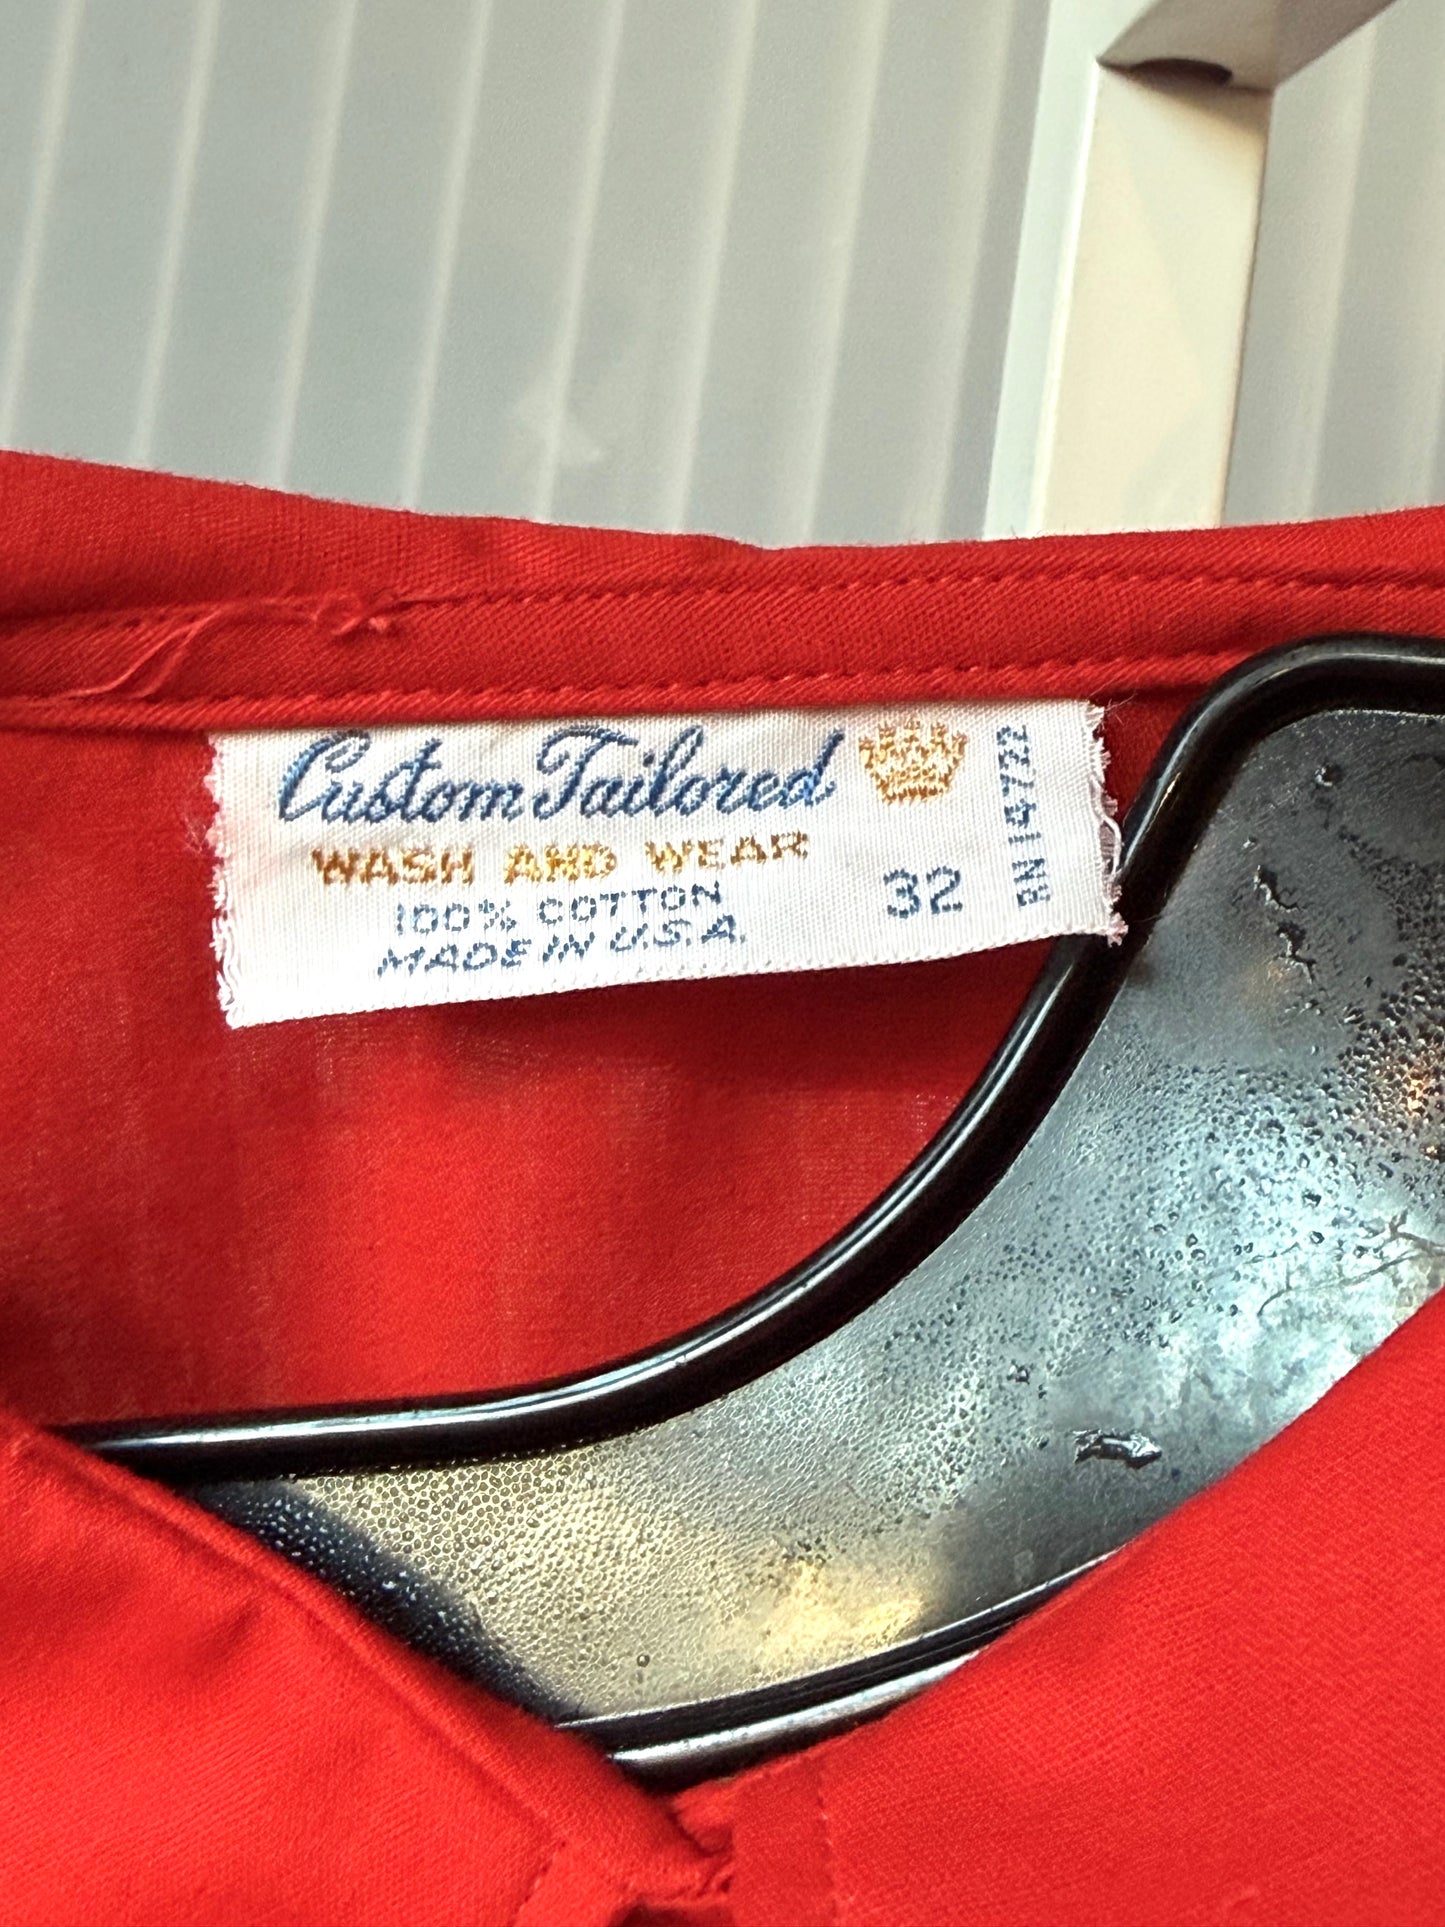 Custom Tailored
WASH AND WEAR
100% COTTON
MADE IN U.S.A.
32
RN 14722